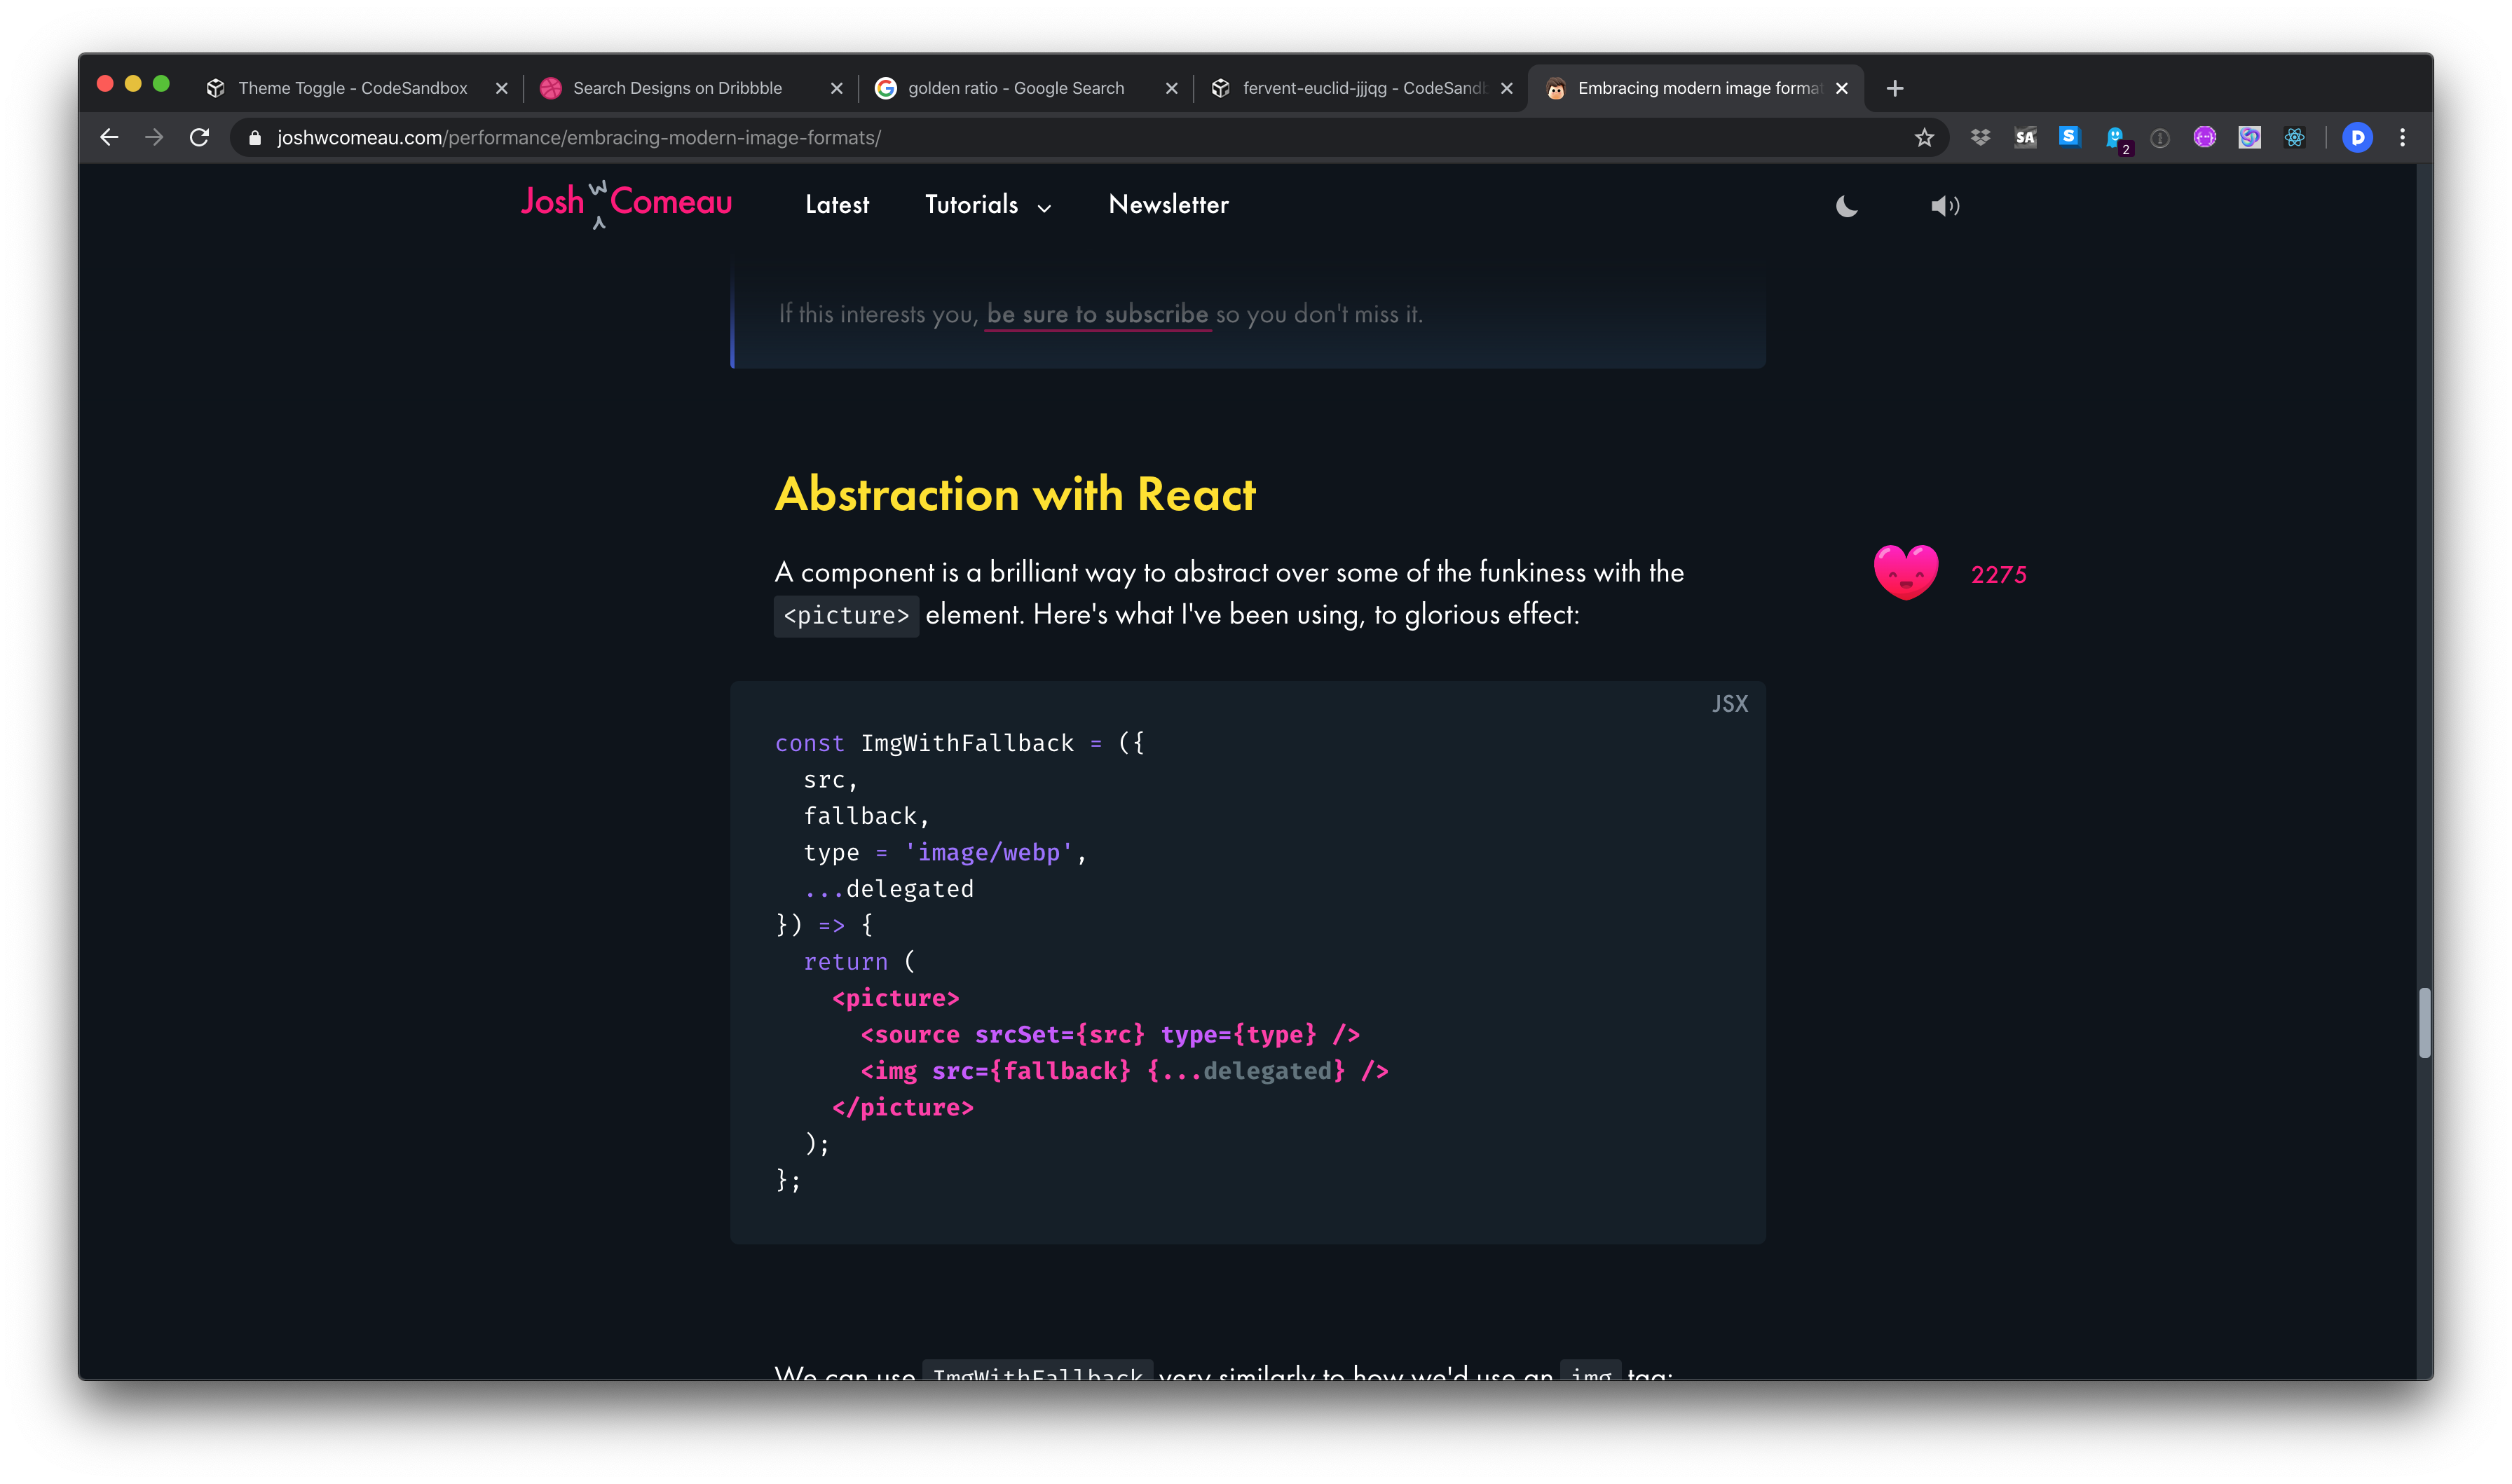 Theme Toggle - CodeSandbox
Search Designs on Dribbble
golden ratio - Google Search
fervent-euclid-jjjqg - CodeSandb
Embracing modern image format
joshwcomeau.com/performance/embracing-modern-image-formats/
SA
S
2
D
Josh W Comeau
Latest
Tutorials
Newsletter
If this interests you, be sure to subscribe so you don't miss it.
Abstraction with React
A component is a brilliant way to abstract over some of the funkiness with the
<picture> element. Here's what I've been using, to glorious effect:
2275
JSX
const ImgWithFallback = ({
  src,
  fallback,
  type = 'image/webp',
  ...delegated
}) => {
  return (
    <picture>
      <source srcSet={src} type={type} />
      <img src={fallback} {...delegated} />
    </picture>
  );
};
We can use ImgWithFallback very similarly to how we'd use an img tag: